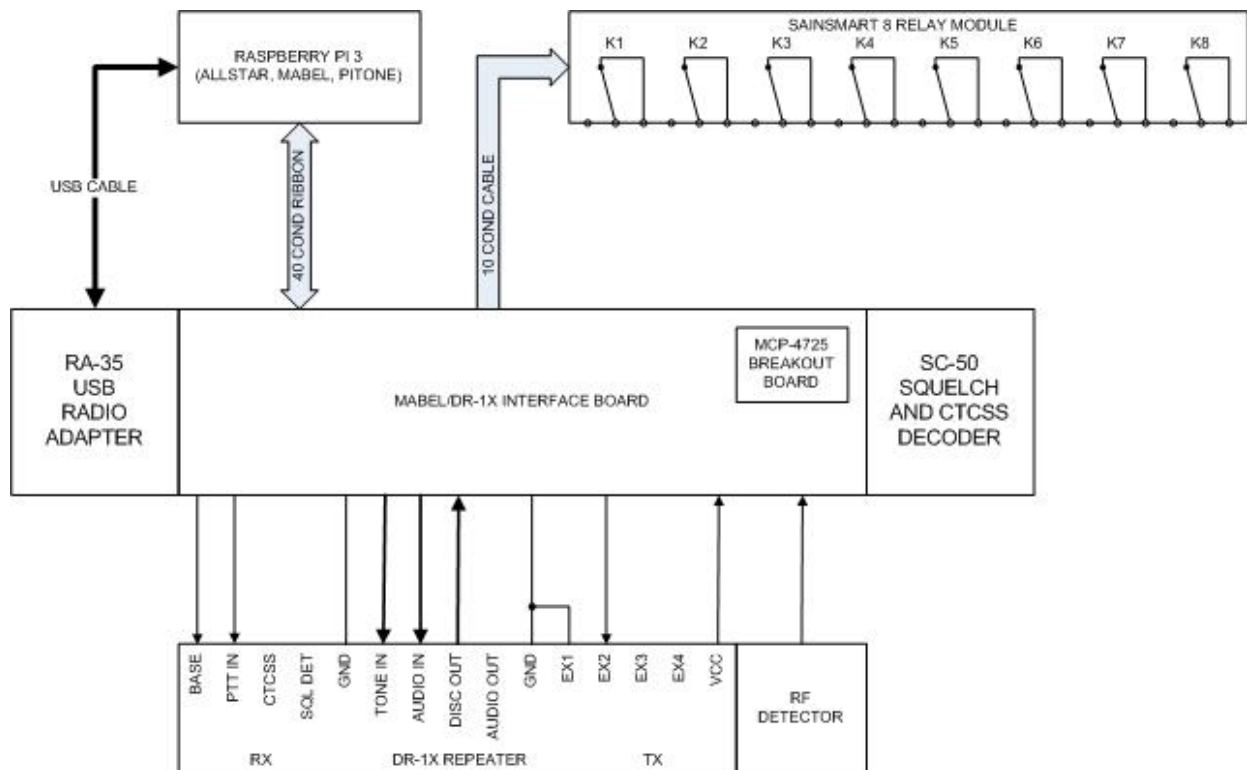 SAINSMART 8 RELAY MODULE
K1 K2 K3 K4 K5 K6 K7 K8
RASPBERRY PI 3
(ALLSTAR, MABEL, PITONE)
USB CABLE
40 COND RIBBON
10 COND CABLE
RA-35
USB
RADIO
ADAPTER
MABEL/DR-1X INTERFACE BOARD
MCP-4725
BREAKOUT
BOARD
SC-50
SQUELCH
AND CTCSS
DECODER
BASE
PTT IN
CTCSS
SQL DET
GND
TONE IN
AUDIO IN
DISC OUT
AUDIO OUT
GND
EX1
EX2
EX3
EX4
VCC
RX
DR-1X REPEATER
TX
RF
DETECTOR